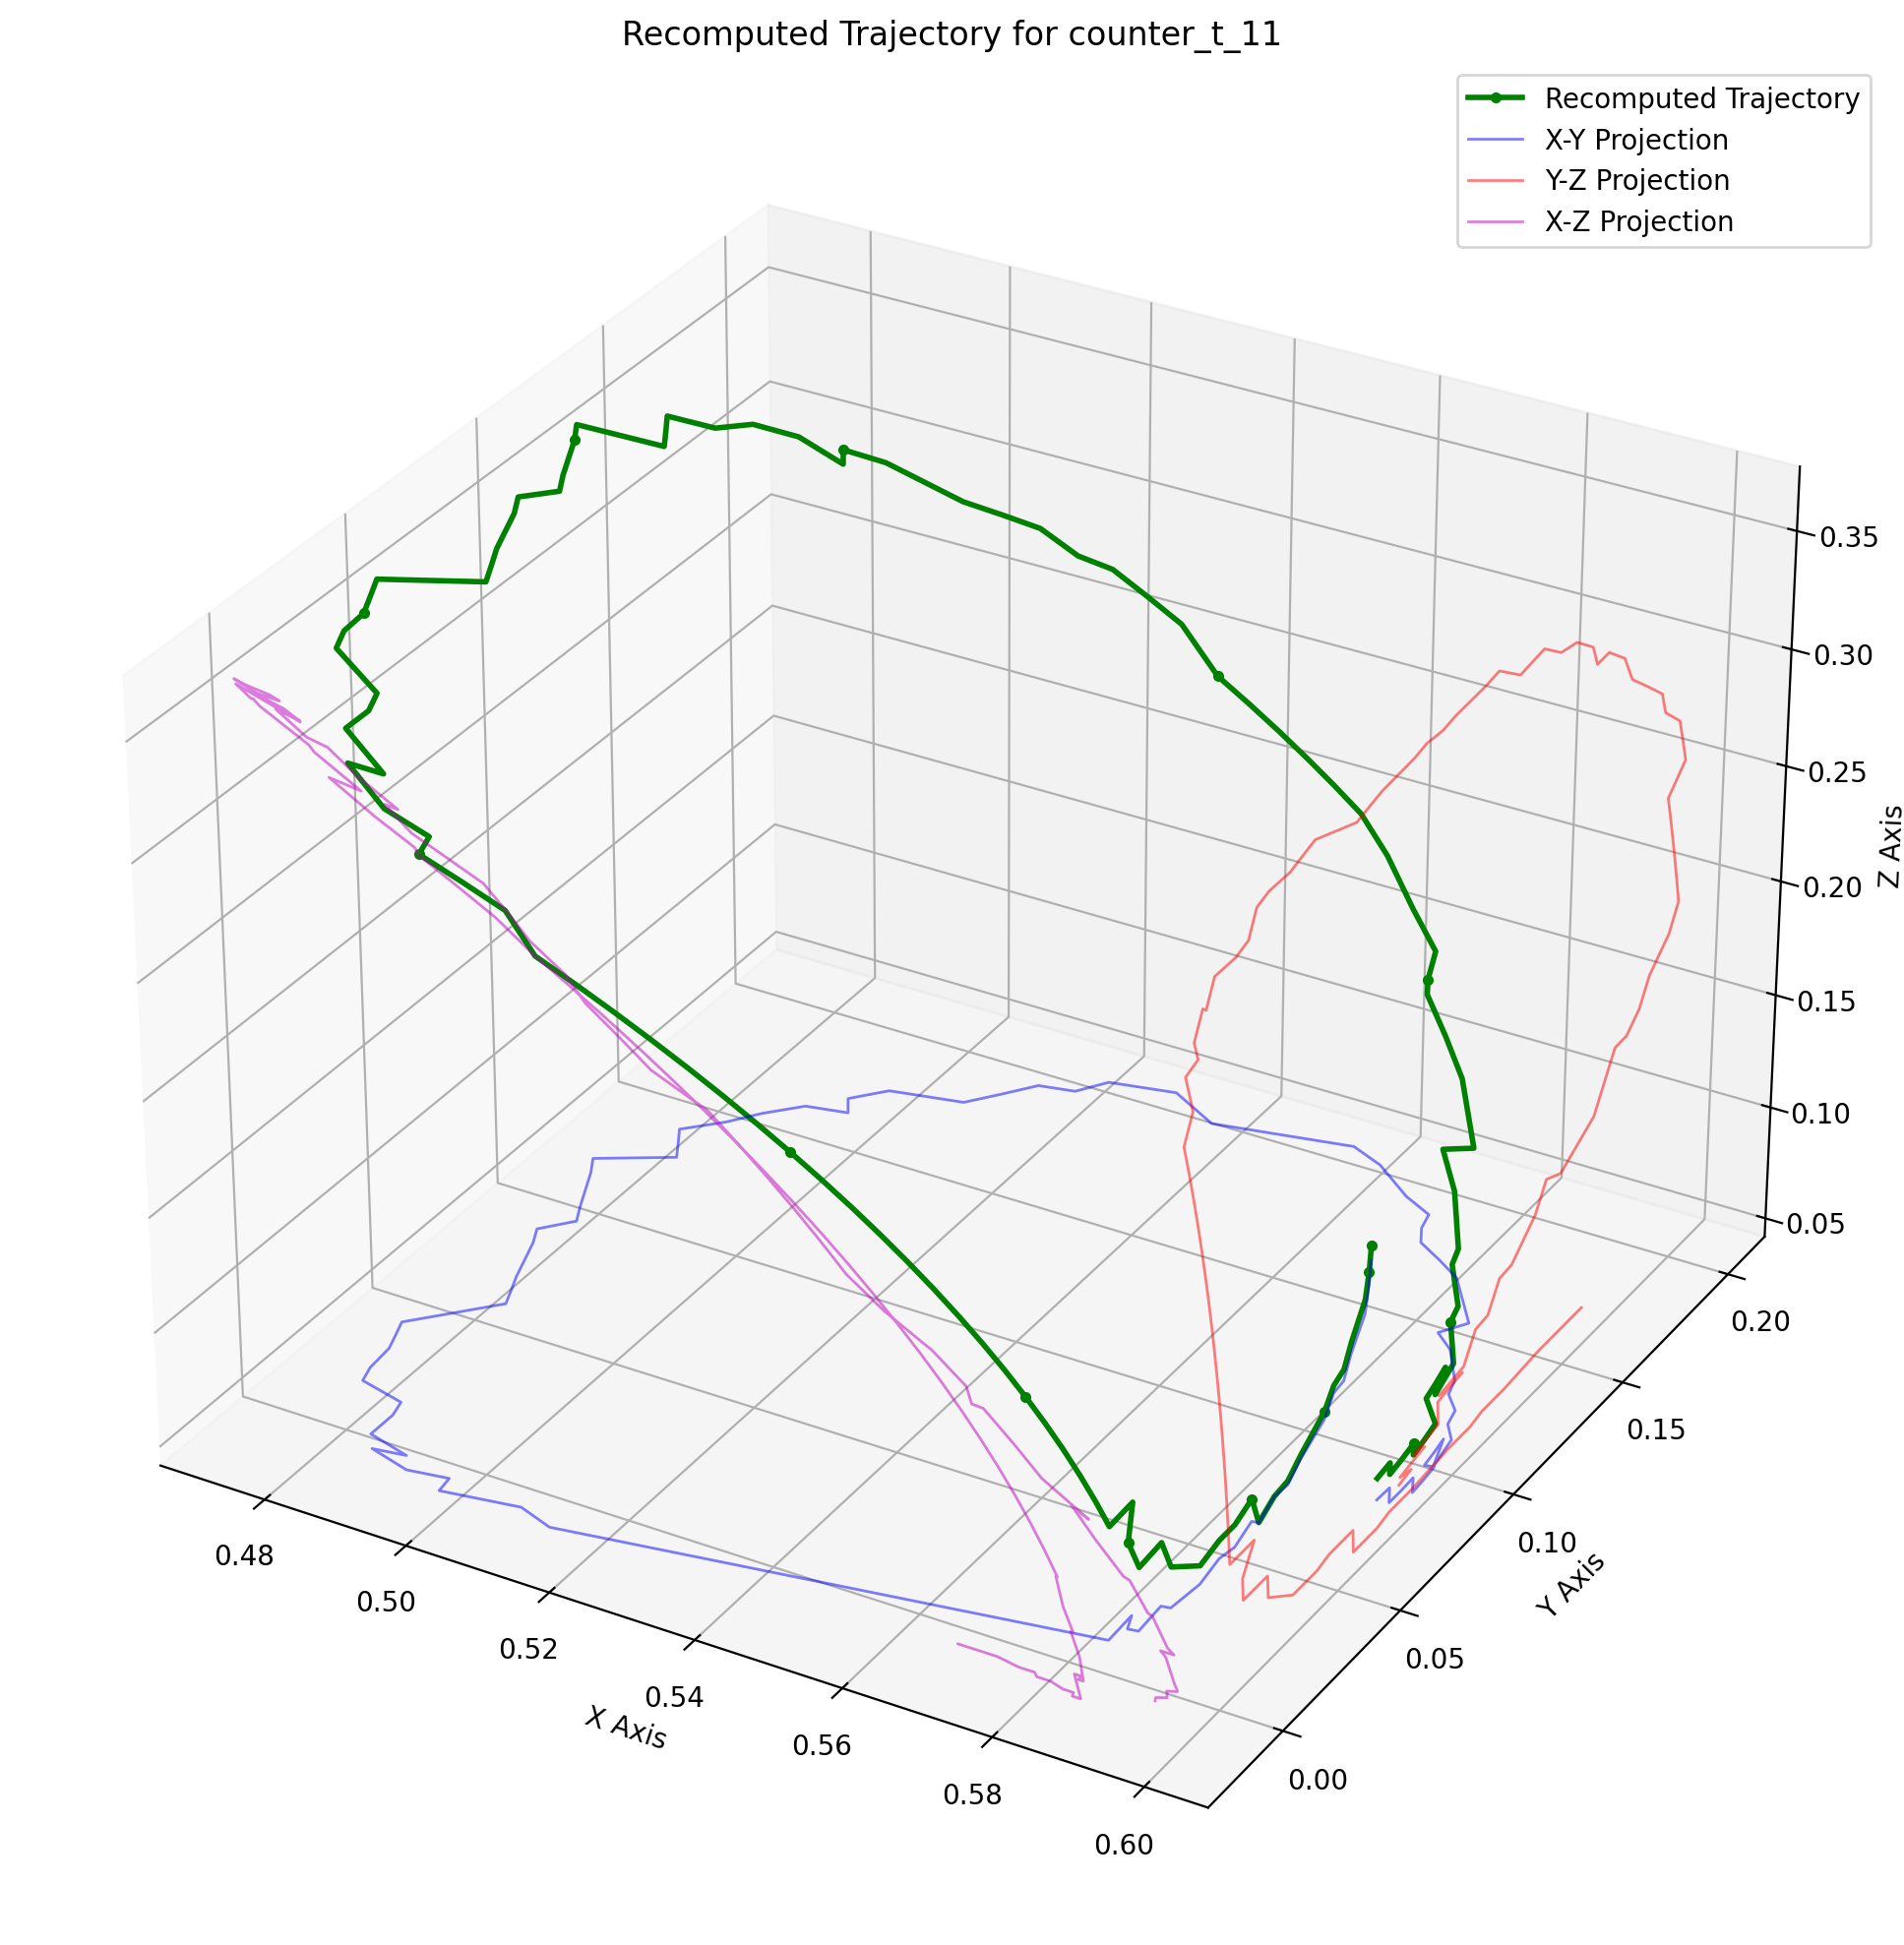 Recomputed Trajectory for counter_t_11
Recomputed Trajectory
X-Y Projection
Y-Z Projection
X-Z Projection
0.35
0.30
0.25
0.20
0.15
0.10
0.05
Z Axis
0.20
0.15
0.10
0.05
0.00
Y Axis
0.48
0.50
0.52
0.54
0.56
0.58
0.60
X Axis